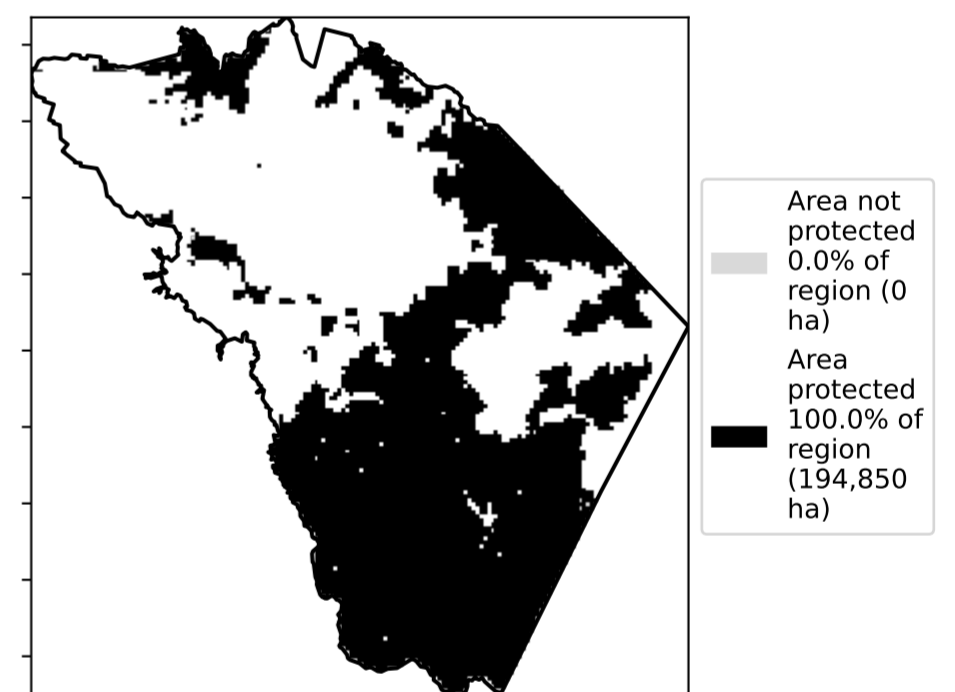 Area not
protected
0.0% of
region (0
ha)
Area
protected
100.0% of
region
(194,850
ha)